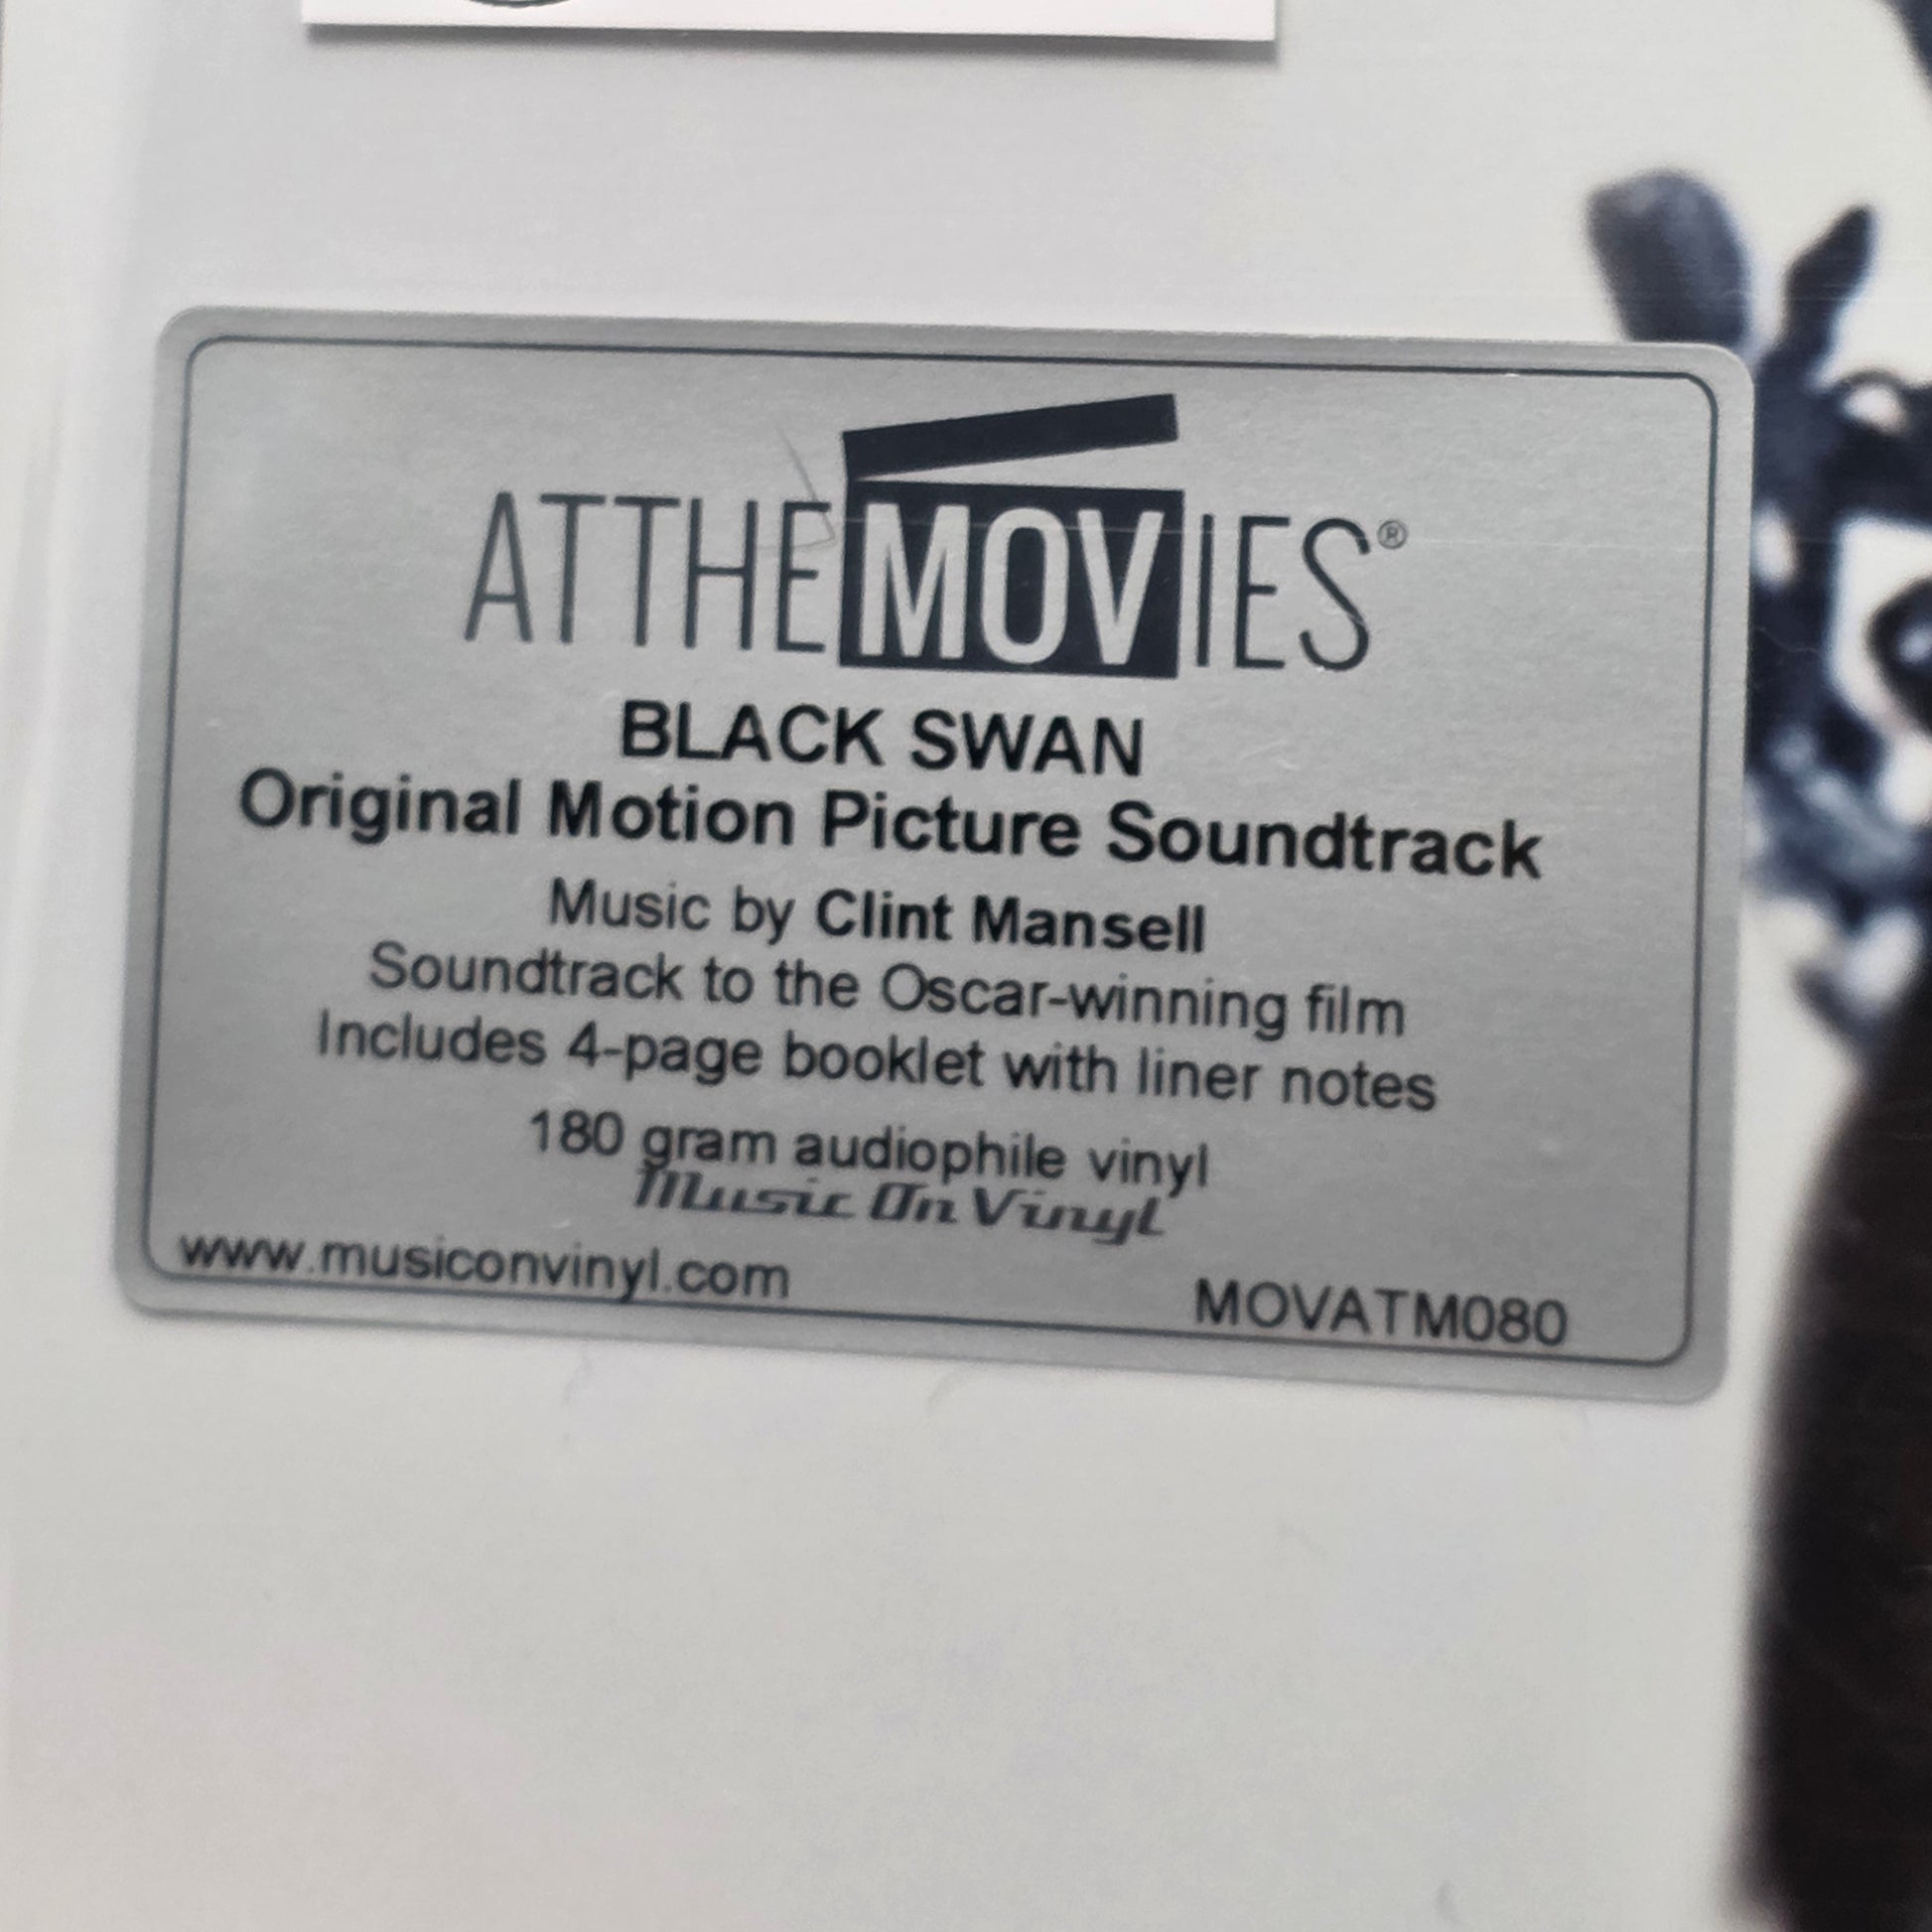 ATTHEMOVIES®
BLACK SWAN
Original Motion Picture Soundtrack
Music by Clint Mansell
Soundtrack to the Oscar-winning film
Includes 4-page booklet with liner notes
180 gram audiophile vinyl
Music On Vinyl
www.musiconvinyl.com MOVATM080